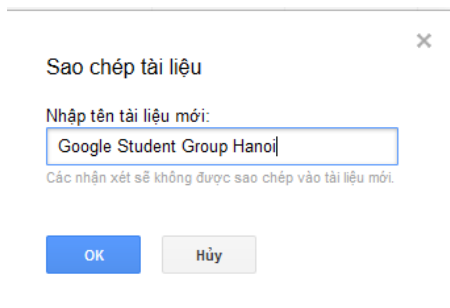 Sao chép tài liệu
Nhập tên tài liệu mới:
Google Student Group Hanoi
Các nhận xét sẽ không được sao chép vào tài liệu mới.
OK
Hủy